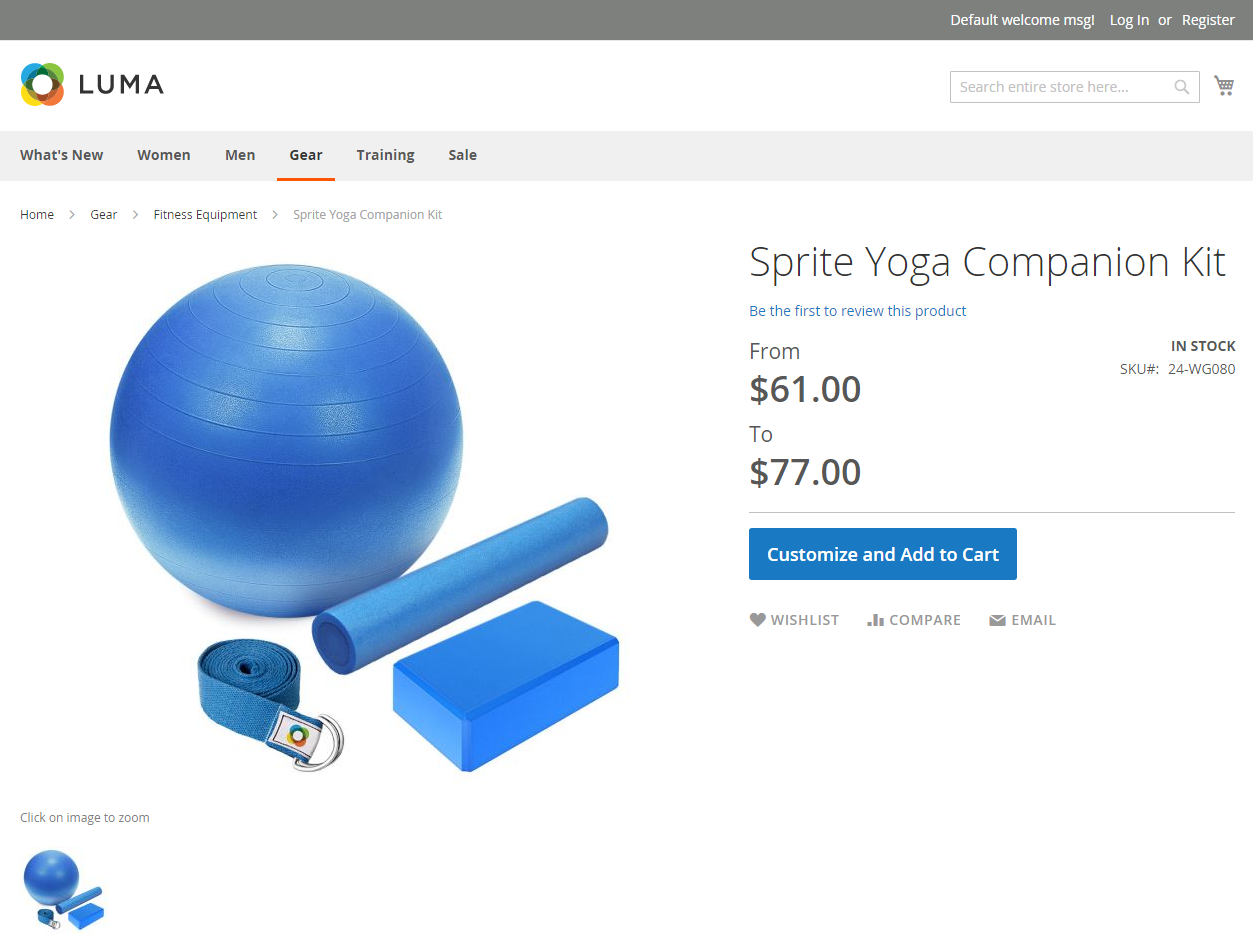 Default welcome msg! Log In or Register
LUMA
Search entire store here...
What's New Women Men Gear Training Sale
Home > Gear > Fitness Equipment > Sprite Yoga Companion Kit
Sprite Yoga Companion Kit
Be the first to review this product
From
$61.00
To
$77.00
IN STOCK
SKU#: 24-WG080
Customize and Add to Cart
WISHLIST COMPARE EMAIL
Click on image to zoom